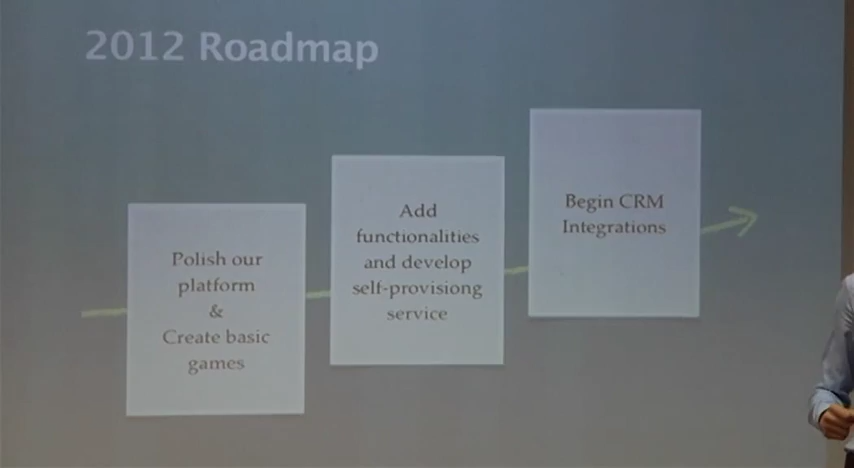 2012 Roadmap
Polish our
platform
&
Create basic
games
Add
functionalities
and develop
self-provisiong
service
Begin CRM
Integrations